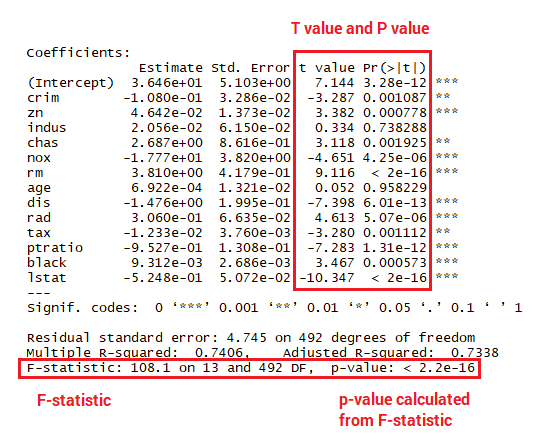 T value and P value
Coefficients:
Estimate Std. Error t value Pr(>|t|)
(Intercept) 3.646e+01 5.103e+00 7.144 3.28e-12 ***
crim -1.080e-01 3.286e-02 -3.287 0.001087 **
zn 4.642e-02 1.373e-02 3.382 0.000778 ***
indus 2.056e-02 6.150e-02 0.334 0.738288
chas 2.687e+00 8.616e-01 3.118 0.001925 **
nox -1.777e+01 3.820e+00 -4.651 4.25e-06 ***
rm 3.810e+00 4.179e-01 9.116 < 2e-16 ***
age 6.922e-04 1.321e-02 0.052 0.958229
dis -1.476e+00 1.995e-01 -7.398 6.01e-13 ***
rad 3.060e-01 6.635e-02 4.613 5.07e-06 ***
tax -1.233e-02 3.760e-03 -3.280 0.001112 **
ptratio -9.527e-01 1.308e-01 -7.283 1.31e-12 ***
black 9.312e-03 2.686e-03 3.467 0.000573 ***
lstat -5.248e-01 5.072e-02 -10.347 < 2e-16 ***
---
Signif. codes: 0 ‘***’ 0.001 ‘**’ 0.01 ‘*’ 0.05 ‘.’ 0.1 ‘ ’ 1
Residual standard error: 4.745 on 492 degrees of freedom
Multiple R-squared: 0.7406, Adjusted R-squared: 0.7338
F-statistic: 108.1 on 13 and 492 DF, p-value: < 2.2e-16
F-statistic
p-value calculated
from F-statistic